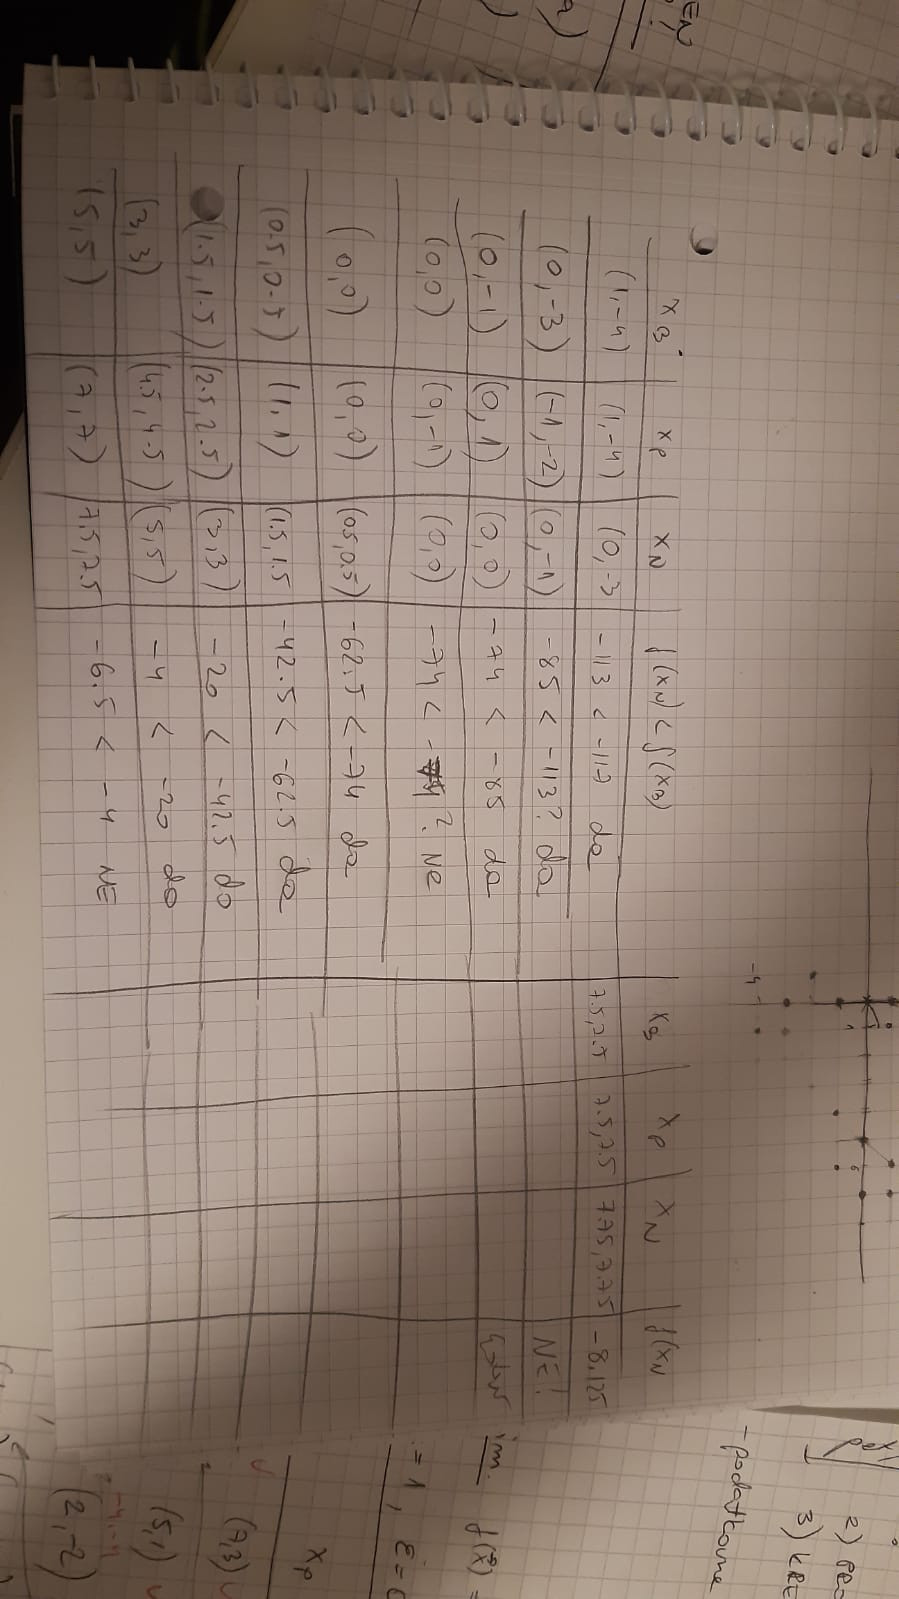 x_B | x_P | x_N | f(x_N) < f(x_B) | x_B | x_P | x_N | f(x_N
(1,-4) | (1,-4) | (0,-3 | -113 < -117 da | 7.5,7.5 | 7.5,7.5 | 7.75,7.75 | -8.125
(0,-3) | (-1,-2) | (0,-1) | -85 < -113? da | NE!
(0,-1) | (0,1) | (0,0) | -74 < -85 da
(0,0) | (0,-1) | (0,0) | -74 < -74? NE
(0,0) | (0,0) | (0.5,0.5) | -62.5 < -74 da
(0.5,0.5) | (1,1) | (1.5,1.5 | -42.5 < -62.5 da
(1.5,1.5) | (2.5,2.5) | (3,3) | -20 < -42.5 da
(3,3) | (4.5,4.5) | (5,5) | -4 < -20 da
(5,5) | (7,7) | 7.5,7.5 | -6.5 < -4 NE
-4
1
6
EN
2)
3) KRE
-podatkovne
im. f(x) =
= 1, ε =
x_P
(7,3)
(5,1)
-4,-4
(2,-2)